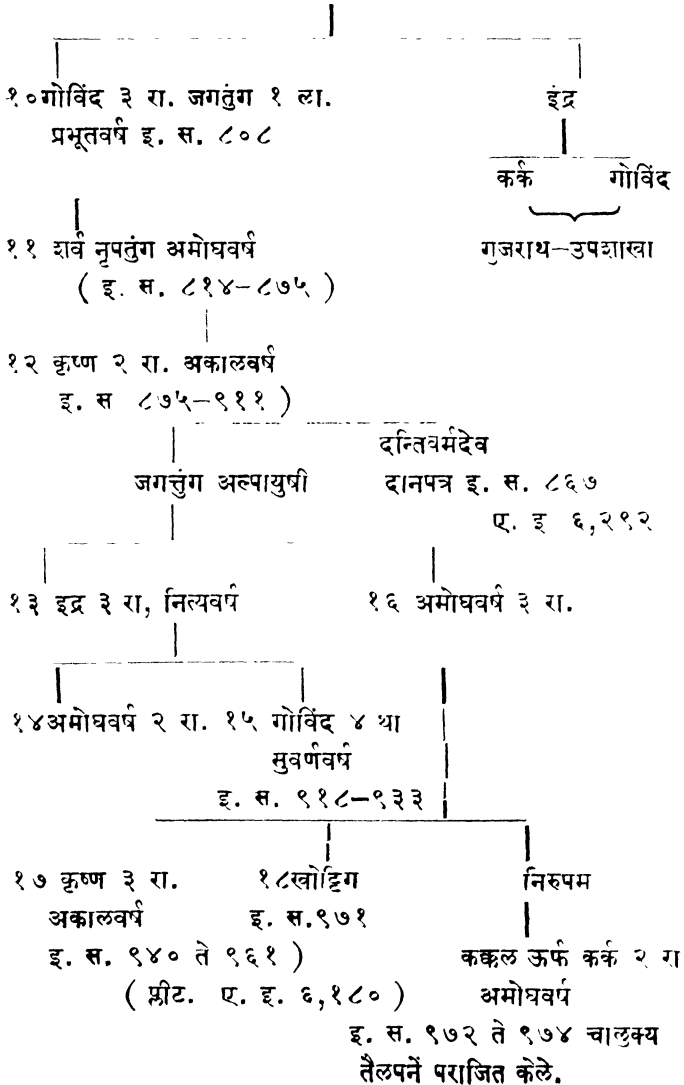 १०गोविंद ३ रा. जगतुंग १ ला.
इंद्र
प्रभूतवर्ष इ. स. ८०८
कर्क गोविंद
११ शर्व नृपतुंग अमोघवर्ष
गुजराथ-उपशाखा
( इ. स. ८१४-८७५ )
१२ कृष्ण २ रा. अकालवर्ष
इ. स ८७५-९११ )
दन्तिवर्मदेव
जगत्तुंग अल्पायुषी
दानपत्र इ. स. ८६७
ए. इ ६,२९२
१३ इद्र ३ रा, नित्यवर्ष
१६ अमोघवर्ष ३ रा.
१४अमोघवर्ष २ रा. १५ गोविंद ४ था
सुवर्णवर्ष
इ. स. ९१८-९३३
१७ कृष्ण ३ रा. १८खोट्टिग निरुपम
अकालवर्ष इ. स.९७१
इ. स. ९४० ते ९६१ )
कक्कल ऊर्फ कर्क २ रा
( फ्लीट. ए. इ. ६,१८० )
अमोघवर्ष
इ. स. ९७२ ते ९७४ चालुक्य
तैलपनें पराजित केले.